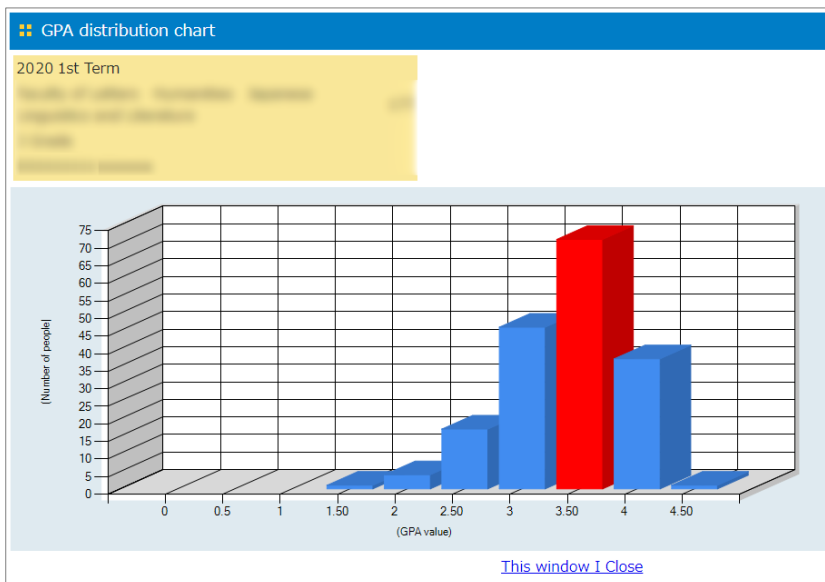 GPA distribution chart
2020 1st Term
75
70
65
60
55
50
45
40
35
30
25
20
15
10
5
0
(Number of people)
0 0.5 1 1.50 2 2.50 3 3.50 4 4.50
(GPA value)
This window I Close